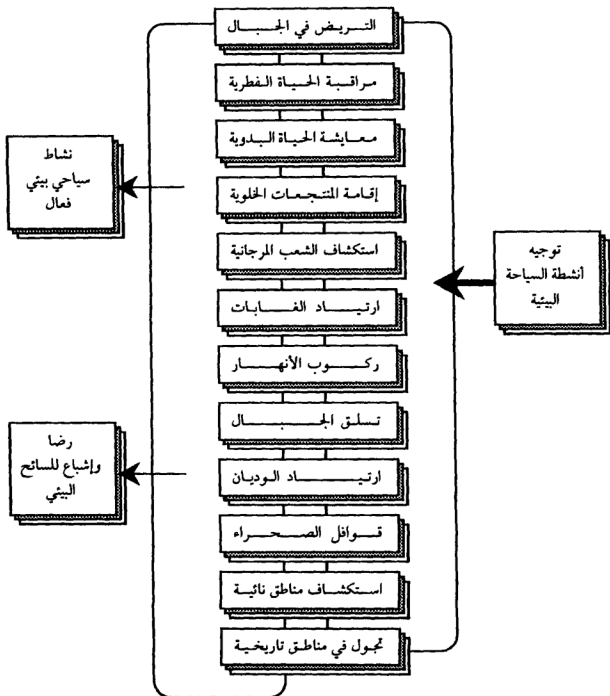 التريض في الجبال
مراقبة الحياة الفطرية
معايشة الحياة البدوية
إقامة المنتجعات الخلوية
استكشاف الشعب المرجانية
ارتياد الغابات
ركوب الأنهار
تسلق الجبال
ارتياد الوديان
قوافل الصحراء
استكشاف مناطق نائية
تجول في مناطق تاريخية
توجيه
أنشطة السياحة
البيئية
نشاط
سياحي بيئي
فعال
رضا
وإشباع للسائح
البيئي